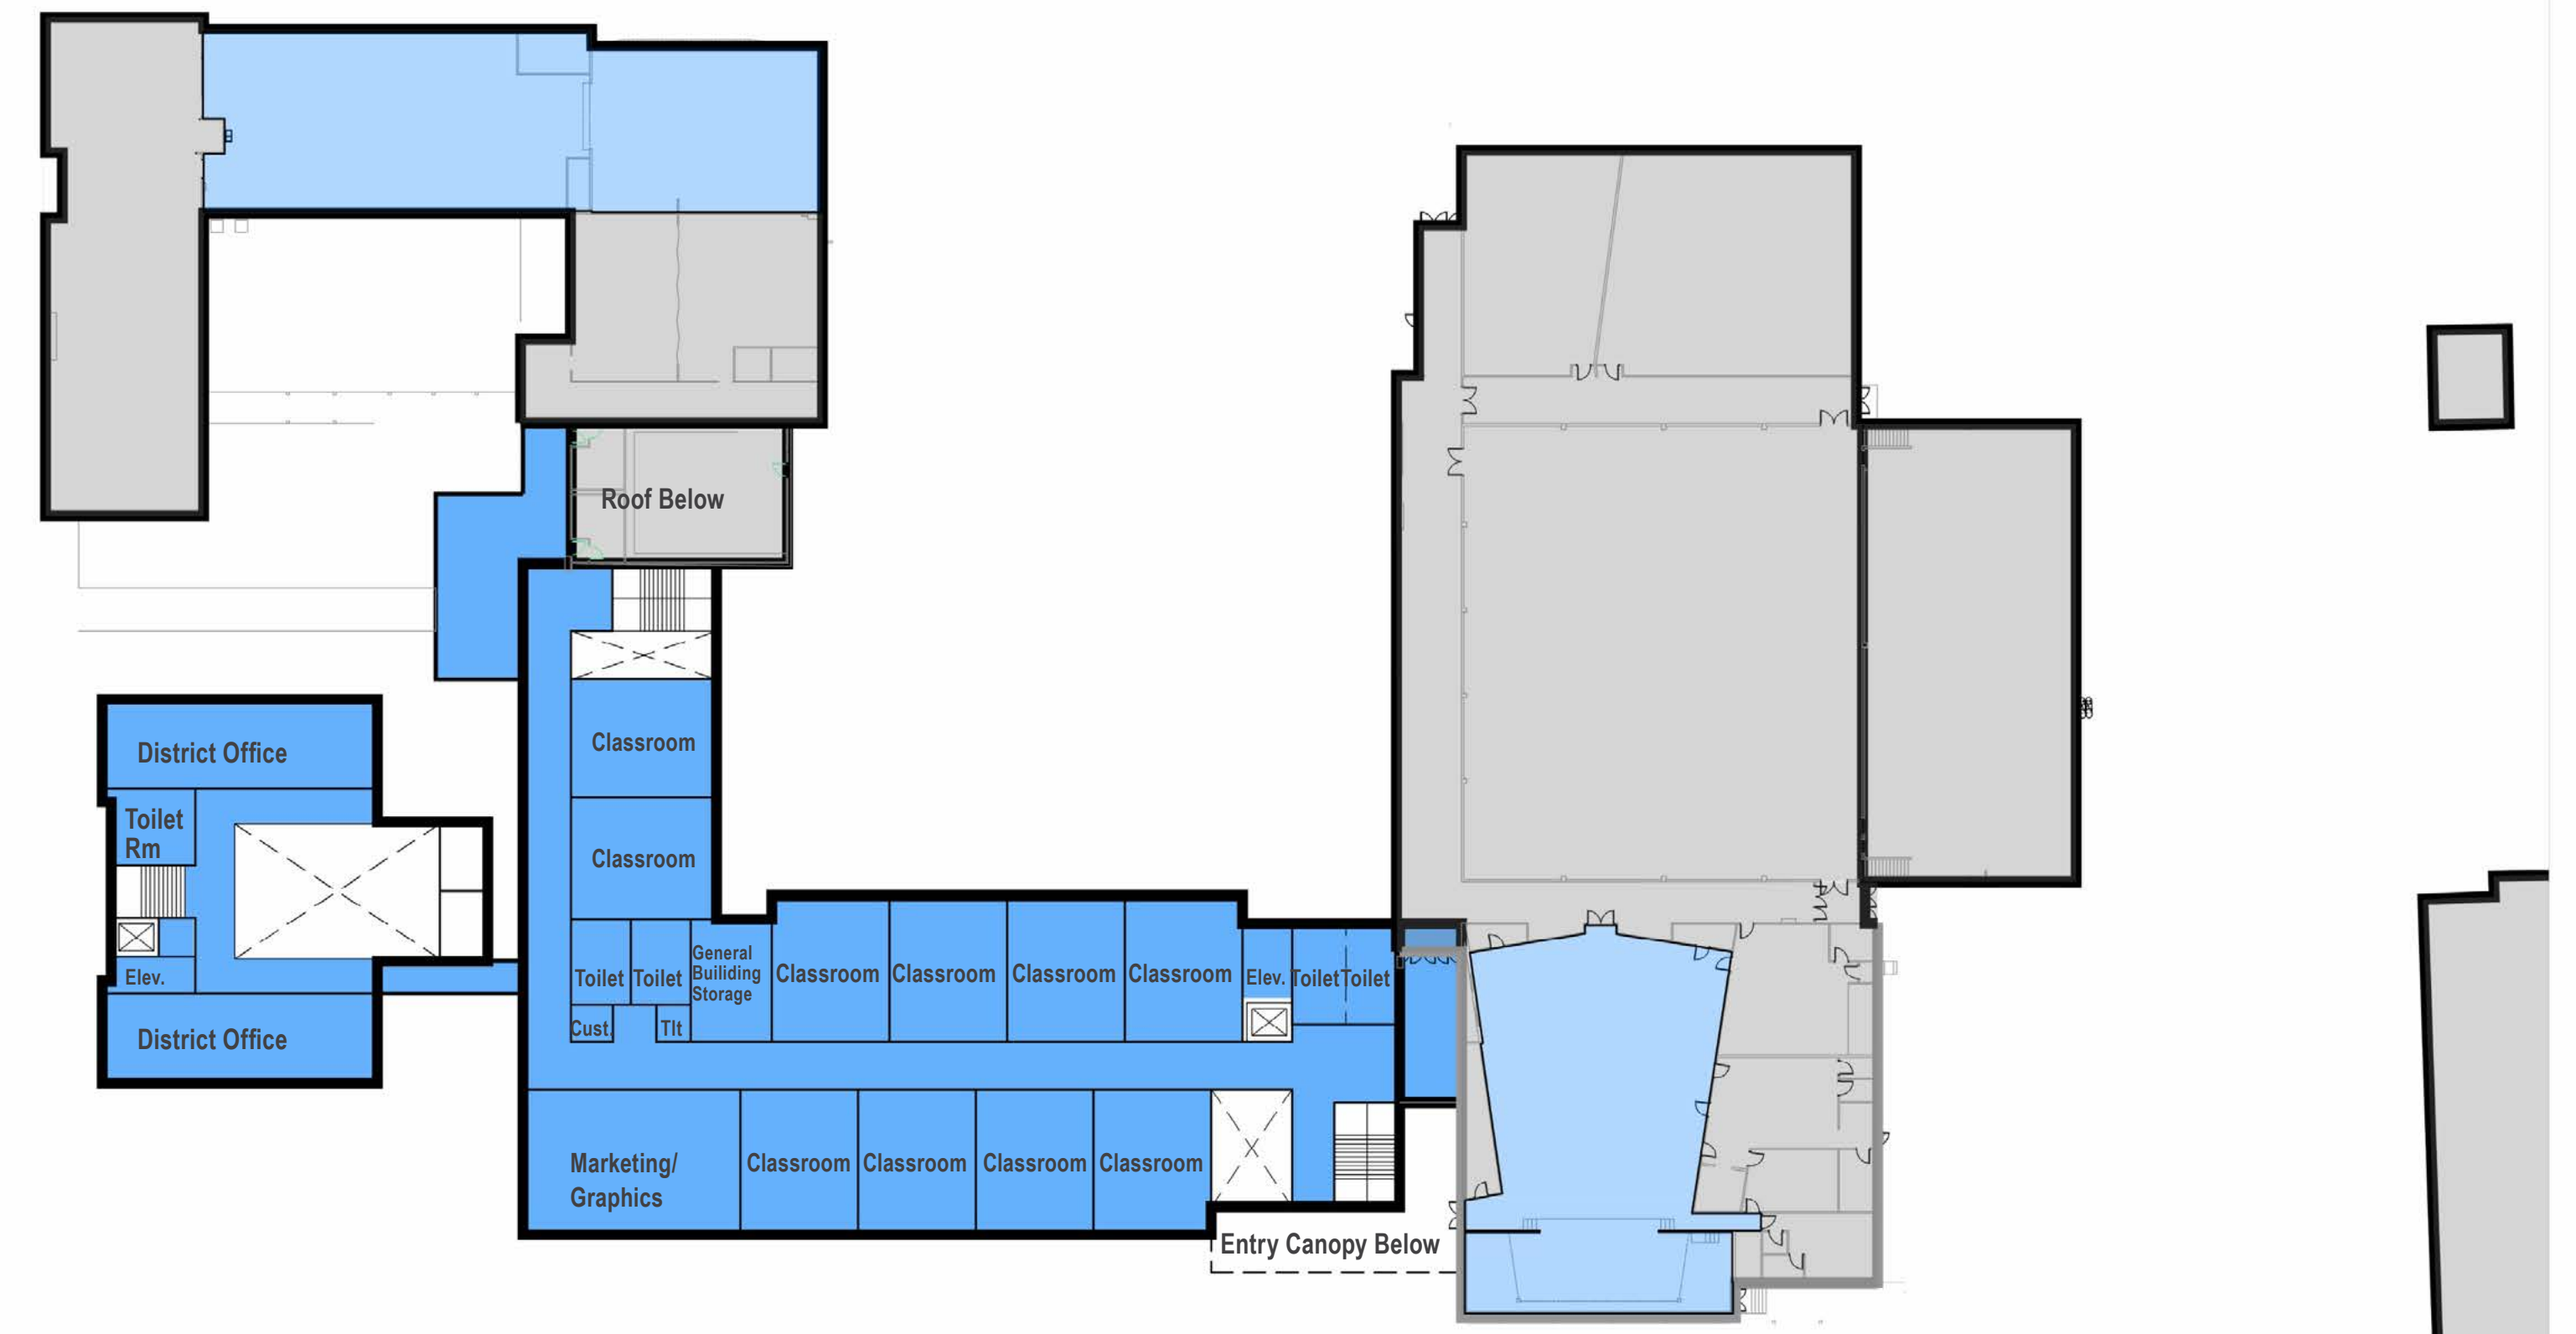 Roof Below
Classroom
District Office
Toilet
Rm
Classroom
Elev.
District Office
Toilet
Toilet
General
Builiding
Storage
Classroom
Classroom
Classroom
Classroom
Elev.
Toilet
Toilet
Cust.
Tlt
Marketing/
Graphics
Classroom
Classroom
Classroom
Classroom
Entry Canopy Below